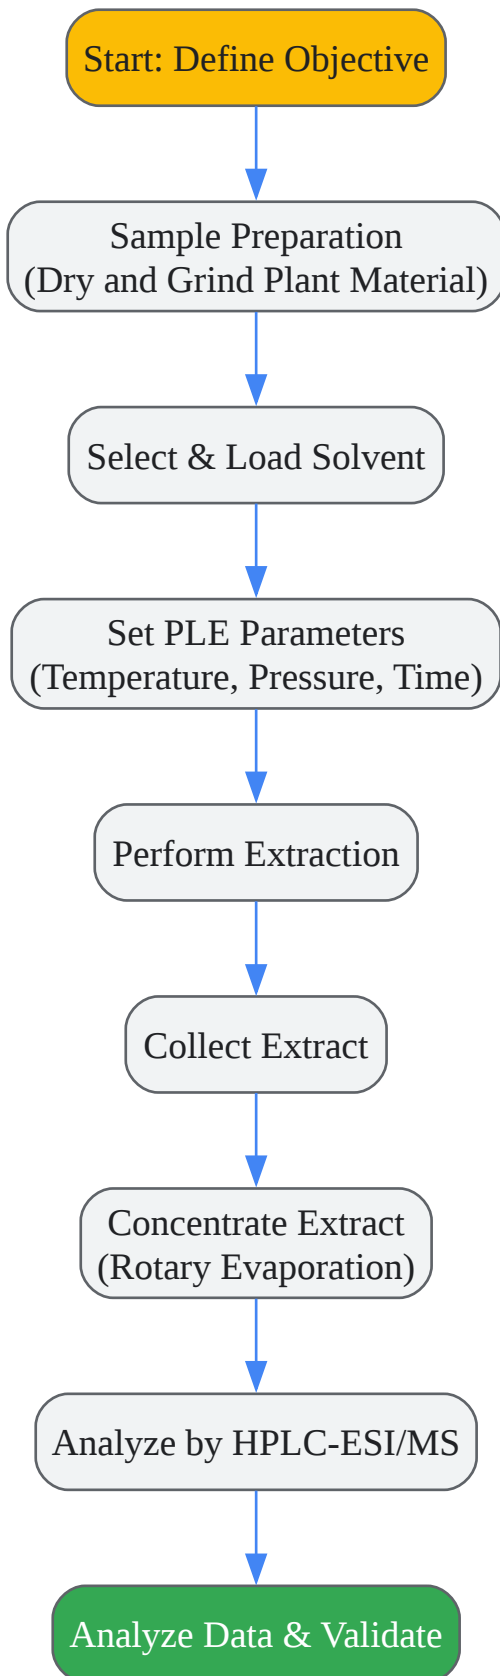 Start: Define Objective
Sample Preparation
(Dry and Grind Plant Material)
Select & Load Solvent
Set PLE Parameters
(Temperature, Pressure, Time)
Perform Extraction
Collect Extract
Concentrate Extract
(Rotary Evaporation)
Analyze by HPLC-ESI/MS
Analyze Data & Validate